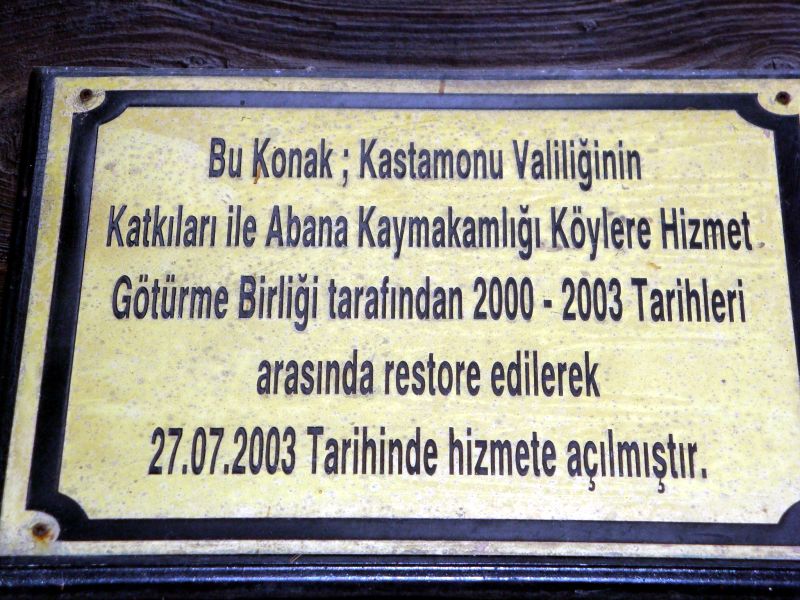 Bu Konak ; Kastamonu Valiliğinin
Katkıları ile Abana Kaymakamlığı Köylere Hizmet
Götürme Birliği tarafından 2000 - 2003 Tarihleri
arasında restore edilerek
27.07.2003 Tarihinde hizmete açılmıştır.